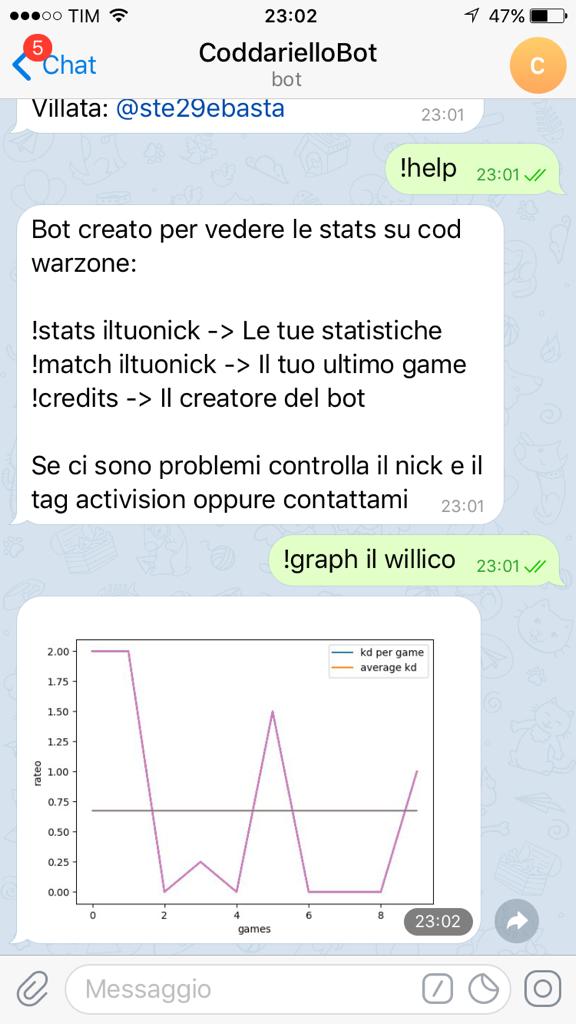 TIM
23:02
47%
5
Chat
CoddarielloBot
bot
C
Villata: @ste29ebasta
23:01
!help 23:01
Bot creato per vedere le stats su cod
warzone:
!stats iltuonick -> Le tue statistiche
!match iltuonick -> Il tuo ultimo game
!credits -> Il creatore del bot
Se ci sono problemi controlla il nick e il
tag activision oppure contattami 23:01
!graph il willico 23:01
kd per game
average kd
2.00
1.75
1.50
1.25
1.00
0.75
0.50
0.25
0.00
rateo
0 2 4 6 8
games
23:02
Messaggio